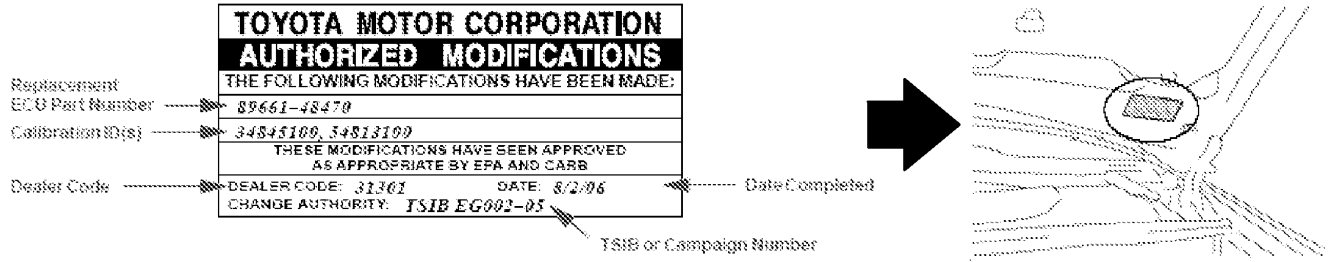 TOYOTA MOTOR CORPORATION
AUTHORIZED MODIFICATIONS
THE FOLLOWING MODIFICATIONS HAVE BEEN MADE:
Replacement
ECU Part Number
89661-48470
Calibration ID(s)
34845100, 34813100
THESE MODIFICATIONS HAVE BEEN APPROVED
AS APPROPRIATE BY EPA AND CARB
Dealer Code
DEALER CODE: 31301 DATE: 8/2/06
Date Completed
CHANGE AUTHORITY: TSIB EG002-05
TSIB or Campaign Number